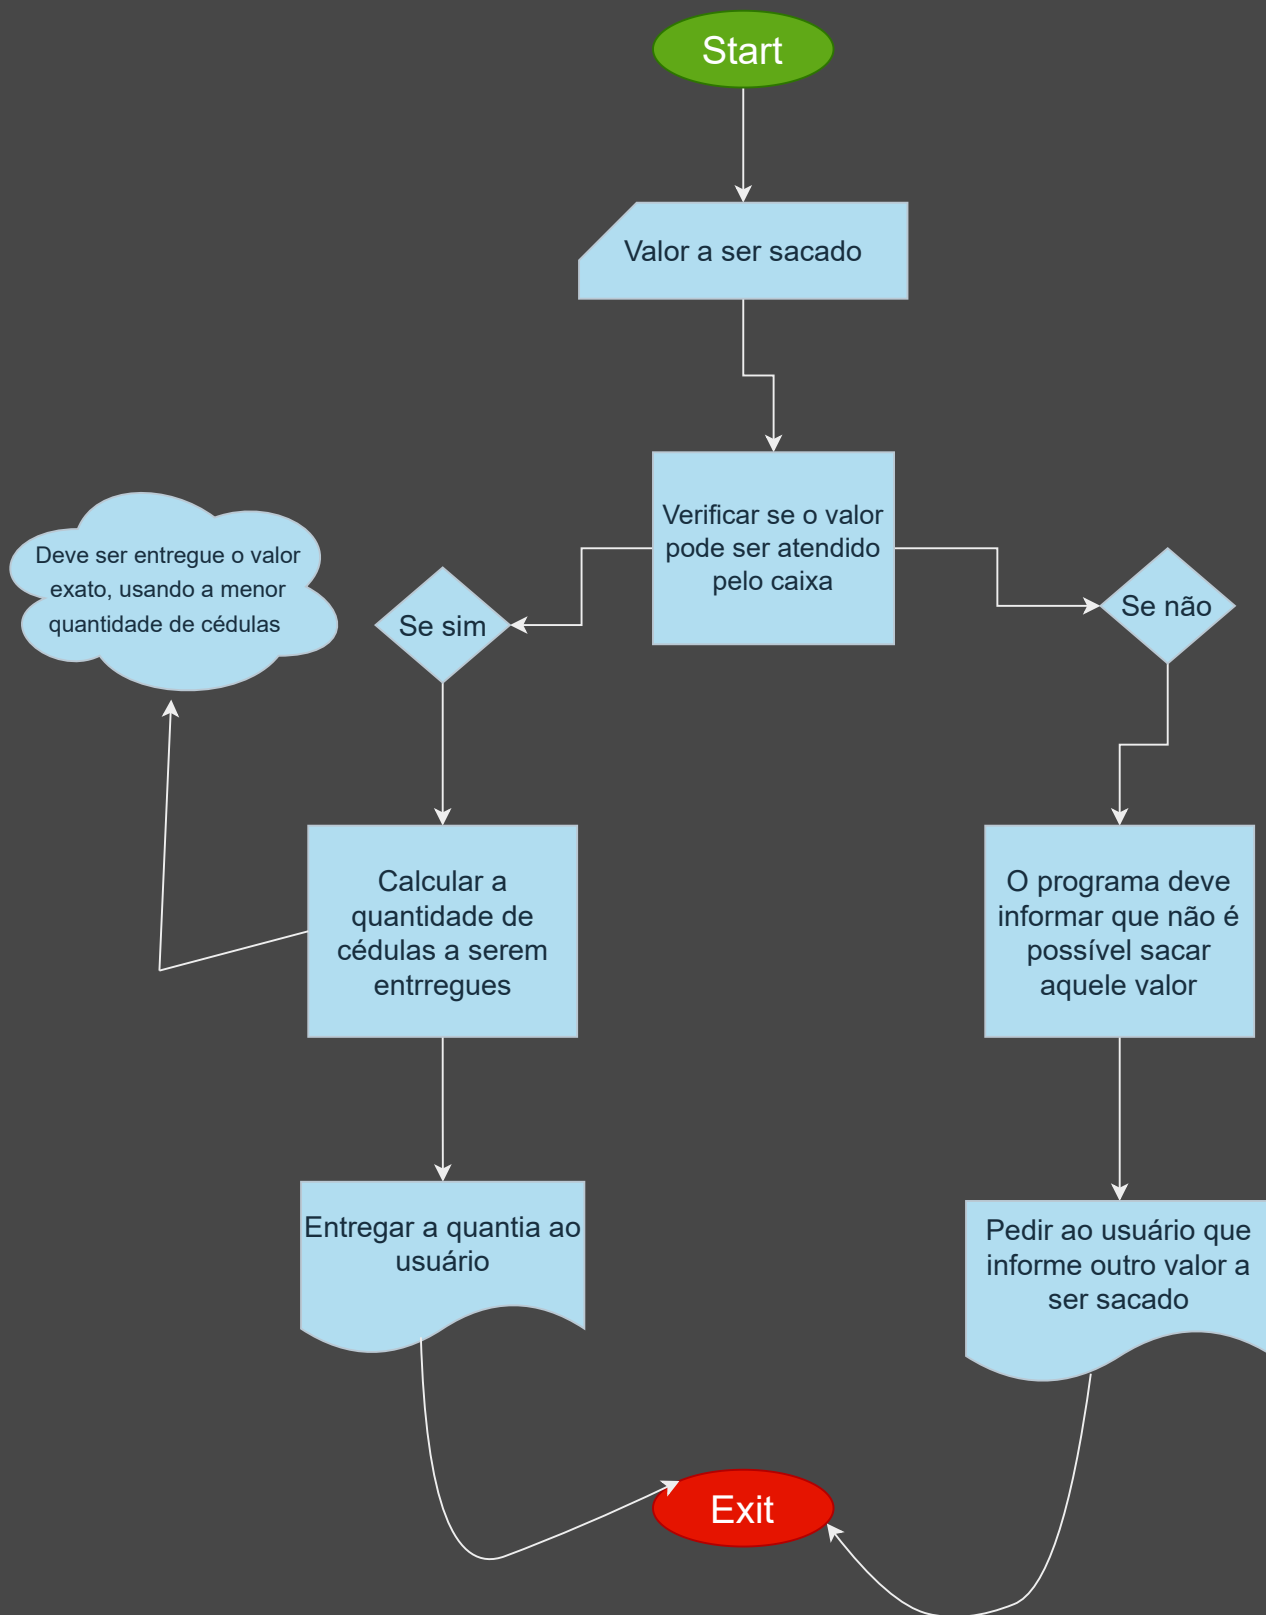 Start
Valor a ser sacado
Verificar se o valor
pode ser atendido
pelo caixa
Deve ser entregue o valor
exato, usando a menor
quantidade de cédulas
Se sim
Se não
Calcular a
quantidade de
cédulas a serem
entrregues
O programa deve
informar que não é
possível sacar
aquele valor
Entregar a quantia ao
usuário
Pedir ao usuário que
informe outro valor a
ser sacado
Exit